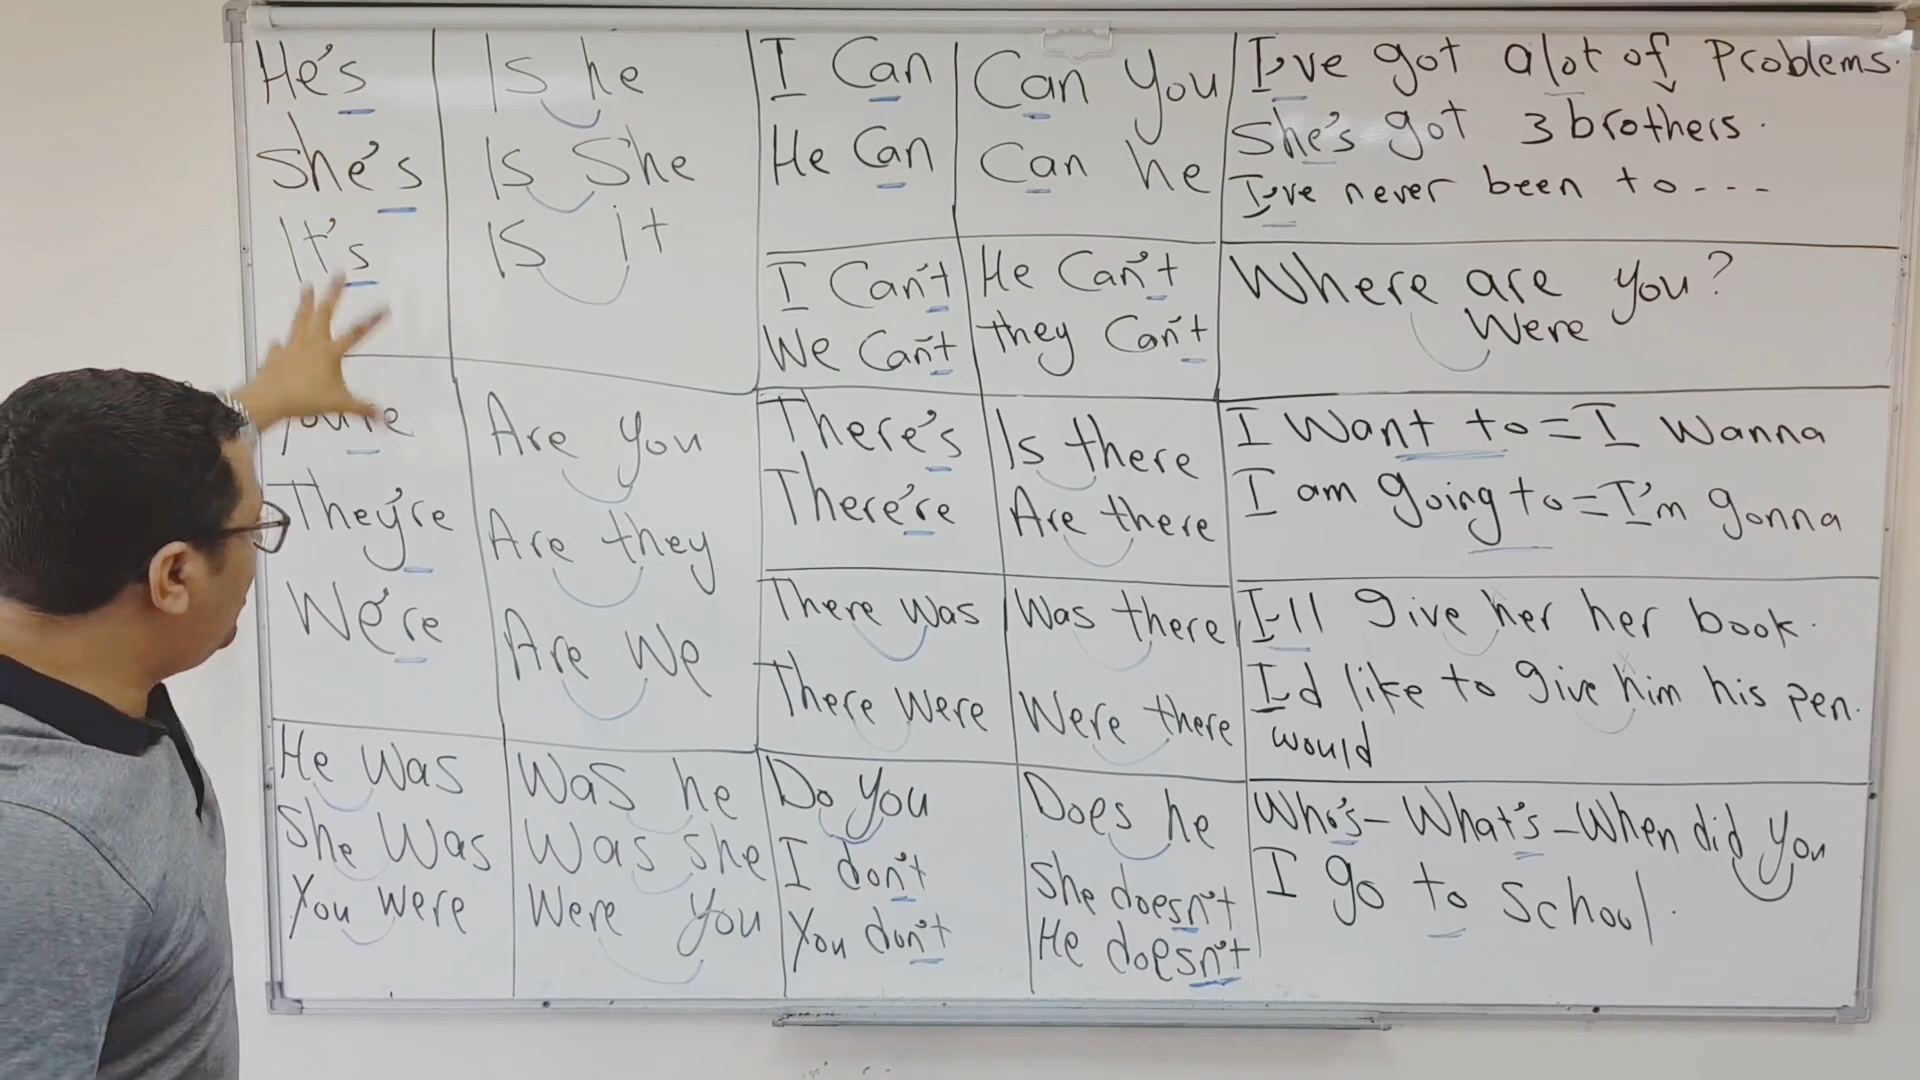 He's
She's
It's
Is he
Is She
Is it
I Can
He Can
Can You
Can he
I've got alot of Problems.
She's got 3 brothers.
I've never been to ---
I Can't
We Can't
He Can't
they Can't
Where are you?
Were
You're
They're
We're
Are you
Are they
Are We
There's
There're
Is there
Are there
I Want to = I Wanna
I am going to = I'm gonna
There was
There were
Was there
Were there
I'll give her her book.
I'd like to give him his pen.
would
He was
She was
You were
Was he
Was she
Were you
Do you
I don't
You don't
Does he
She doesn't
He doesn't
Who's - What's - When did you
I go to School.